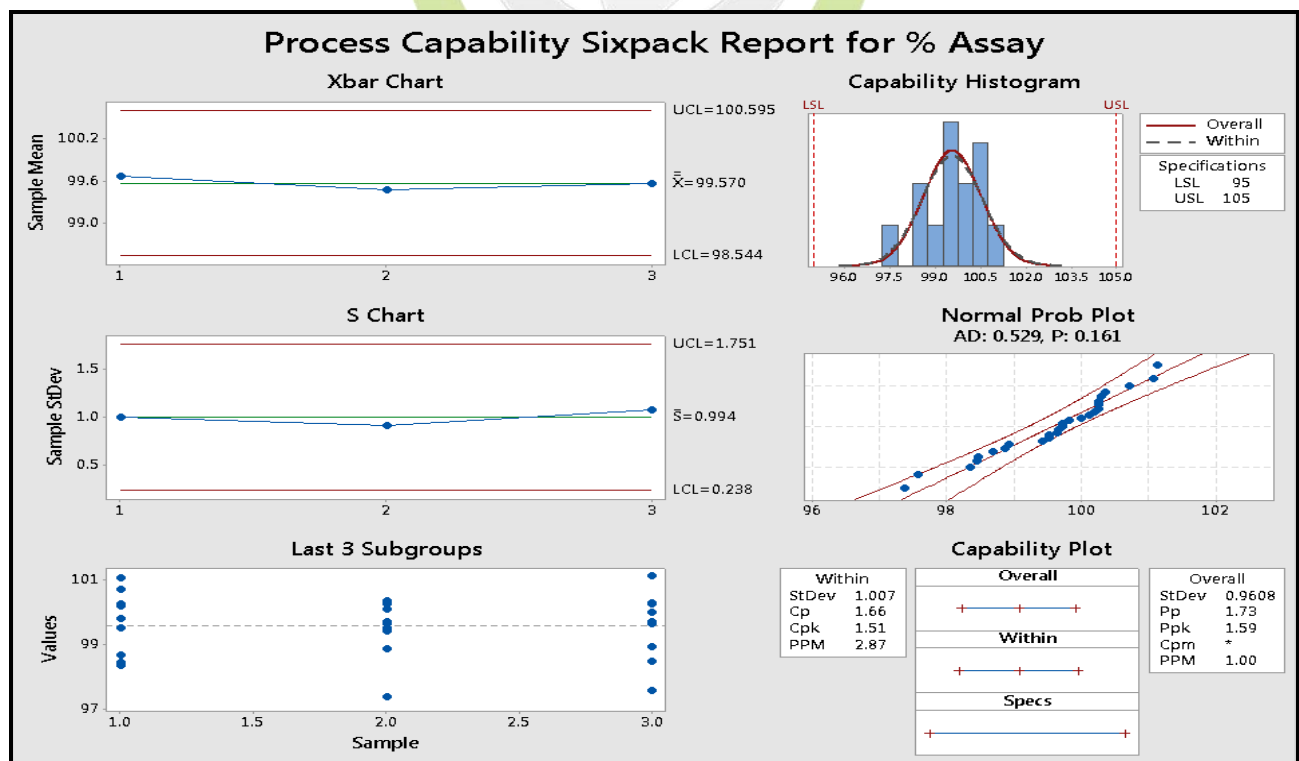 Process Capability Sixpack Report for % Assay
Xbar Chart
Sample Mean
100.2
99.6
99.0
UCL=100.595
X̿=99.570
LCL=98.544
1 2 3
Capability Histogram
LSL USL
96.0 97.5 99.0 100.5 102.0 103.5 105.0
Overall
Within
Specifications
LSL 95
USL 105
S Chart
Sample StDev
1.5
1.0
0.5
UCL=1.751
S̄=0.994
LCL=0.238
1 2 3
Normal Prob Plot
AD: 0.529, P: 0.161
96 98 100 102
Last 3 Subgroups
Values
101
99
97
1.0 1.5 2.0 2.5 3.0
Sample
Capability Plot
Within
StDev 1.007
Cp 1.66
Cpk 1.51
PPM 2.87
Overall
Within
Specs
Overall
StDev 0.9608
Pp 1.73
Ppk 1.59
Cpm *
PPM 1.00